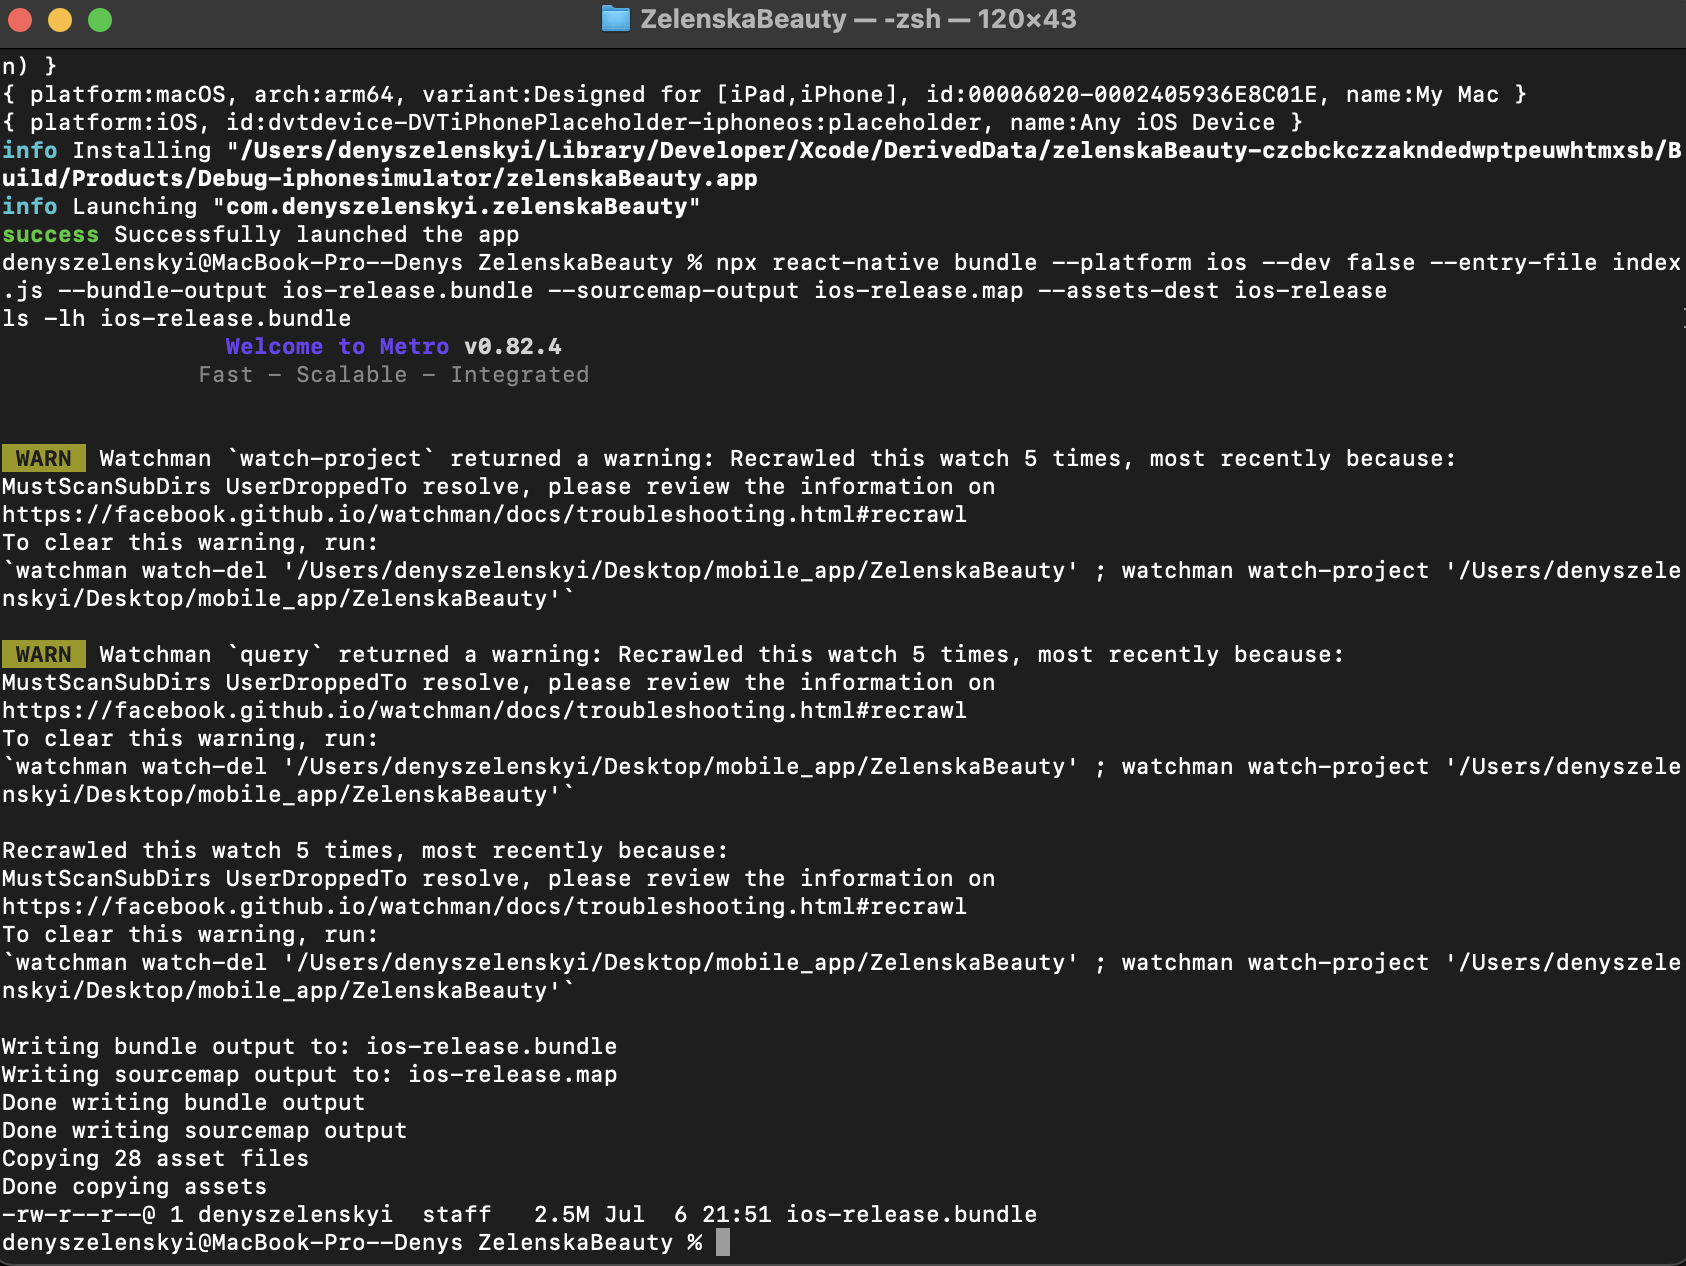 ZelenskaBeauty — -zsh — 120×43
n) }
{ platform:macOS, arch:arm64, variant:Designed for [iPad,iPhone], id:00006020-0002405936E8C01E, name:My Mac }
{ platform:iOS, id:dvtdevice-DVTiPhonePlaceholder-iphoneos:placeholder, name:Any iOS Device }
info Installing "/Users/denyszelenskyi/Library/Developer/Xcode/DerivedData/zelenskaBeauty-czcbckczzakndedwptpeuwhtmxsb/B
uild/Products/Debug-iphonesimulator/zelenskaBeauty.app
info Launching "com.denyszelenskyi.zelenskaBeauty"
success Successfully launched the app
denyszelenskyi@MacBook-Pro--Denys ZelenskaBeauty % npx react-native bundle --platform ios --dev false --entry-file index
.js --bundle-output ios-release.bundle --sourcemap-output ios-release.map --assets-dest ios-release
ls -lh ios-release.bundle
Welcome to Metro v0.82.4
Fast - Scalable - Integrated
WARN Watchman `watch-project` returned a warning: Recrawled this watch 5 times, most recently because:
MustScanSubDirs UserDroppedTo resolve, please review the information on
https://facebook.github.io/watchman/docs/troubleshooting.html#recrawl
To clear this warning, run:
`watchman watch-del '/Users/denyszelenskyi/Desktop/mobile_app/ZelenskaBeauty' ; watchman watch-project '/Users/denyszele
nskyi/Desktop/mobile_app/ZelenskaBeauty'`
WARN Watchman `query` returned a warning: Recrawled this watch 5 times, most recently because:
MustScanSubDirs UserDroppedTo resolve, please review the information on
https://facebook.github.io/watchman/docs/troubleshooting.html#recrawl
To clear this warning, run:
`watchman watch-del '/Users/denyszelenskyi/Desktop/mobile_app/ZelenskaBeauty' ; watchman watch-project '/Users/denyszele
nskyi/Desktop/mobile_app/ZelenskaBeauty'`
Recrawled this watch 5 times, most recently because:
MustScanSubDirs UserDroppedTo resolve, please review the information on
https://facebook.github.io/watchman/docs/troubleshooting.html#recrawl
To clear this warning, run:
`watchman watch-del '/Users/denyszelenskyi/Desktop/mobile_app/ZelenskaBeauty' ; watchman watch-project '/Users/denyszele
nskyi/Desktop/mobile_app/ZelenskaBeauty'`
Writing bundle output to: ios-release.bundle
Writing sourcemap output to: ios-release.map
Done writing bundle output
Done writing sourcemap output
Copying 28 asset files
Done copying assets
-rw-r--r--@ 1 denyszelenskyi  staff   2.5M Jul  6 21:51 ios-release.bundle
denyszelenskyi@MacBook-Pro--Denys ZelenskaBeauty %